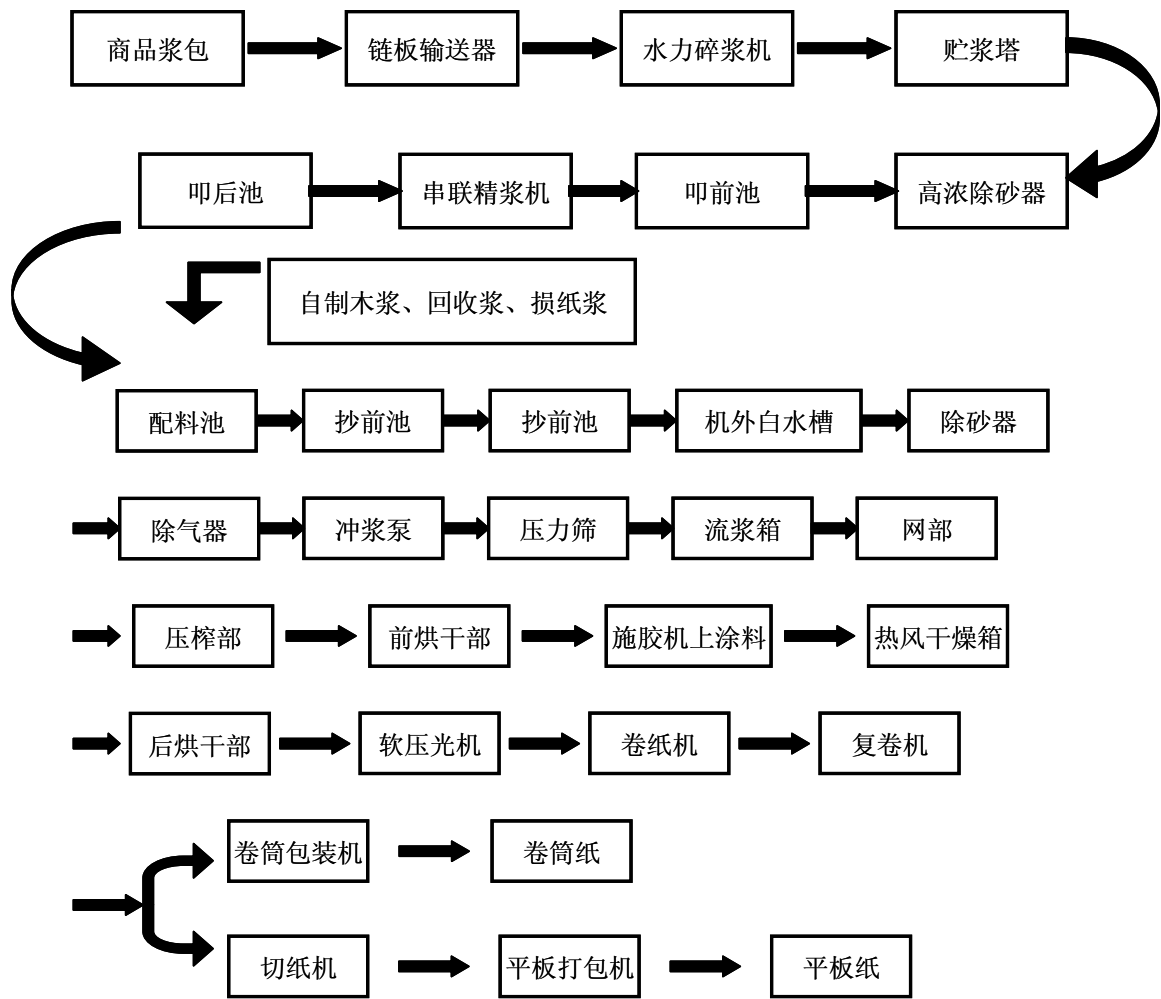 商品浆包 链板输送器 水力碎浆机 贮浆塔
叩后池 串联精浆机 叩前池 高浓除砂器
自制木浆、回收浆、损纸浆
配料池 抄前池 抄前池 机外白水槽 除砂器
除气器 冲浆泵 压力筛 流浆箱 网部
压榨部 前烘干部 施胶机上涂料 热风干燥箱
后烘干部 软压光机 卷纸机 复卷机
卷筒包装机 卷筒纸
切纸机 平板打包机 平板纸